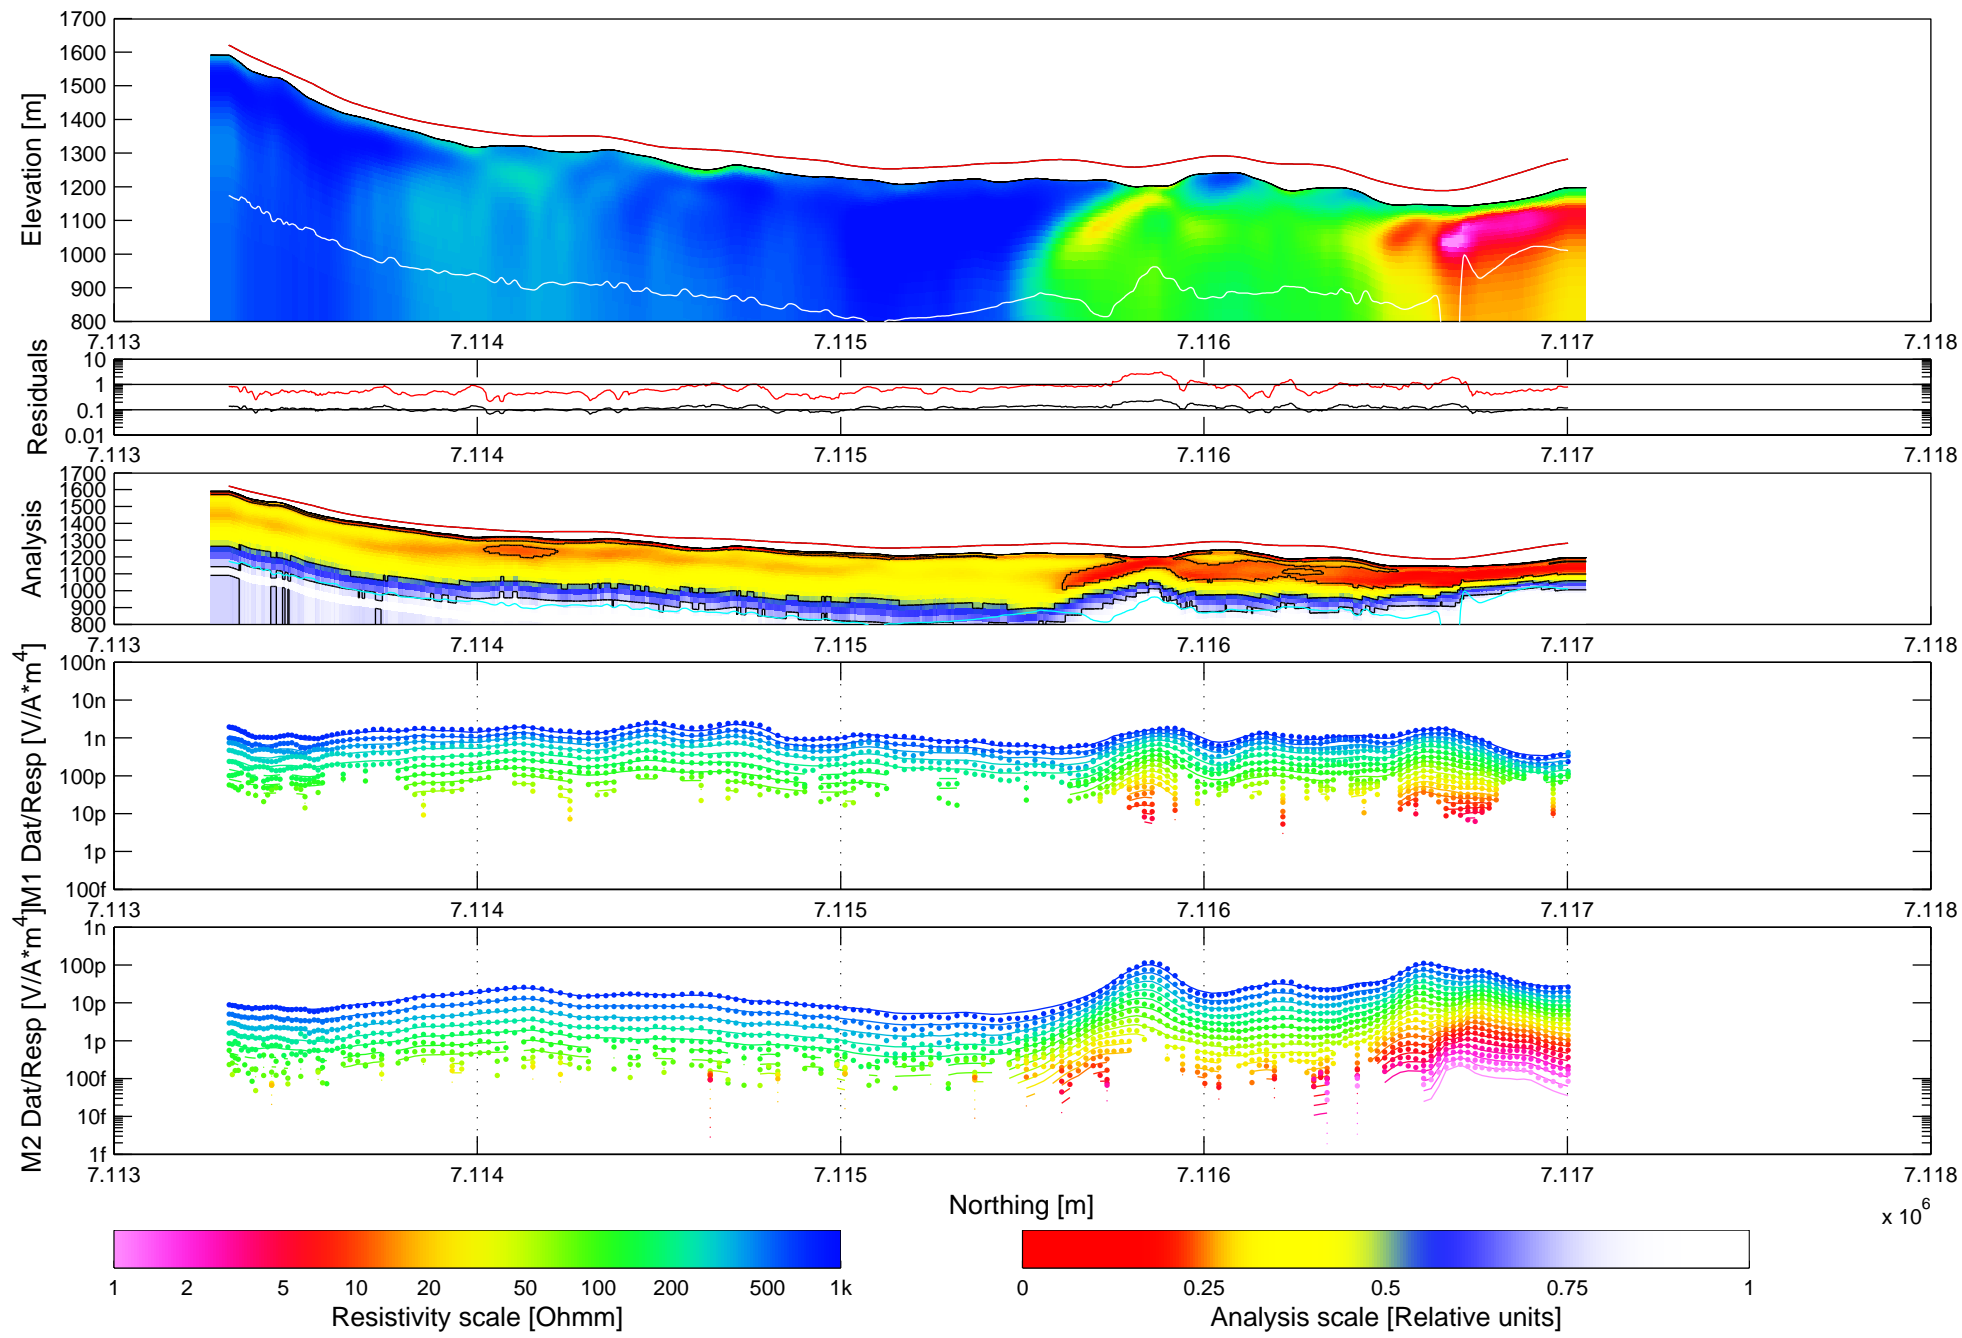 1700
1600
1500
1400
1300
1200
1100
1000
900
800
Elevation [m]
7.113 7.114 7.115 7.116 7.117 7.118
10
1
0.1
0.01
Residuals
7.113 7.114 7.115 7.116 7.117 7.118
1700
1600
1500
1400
1300
1200
1100
1000
900
800
Analysis
7.113 7.114 7.115 7.116 7.117 7.118
100n
10n
1n
100p
10p
1p
100f
M1 Dat/Resp [V/A*m4]
7.113 7.114 7.115 7.116 7.117 7.118
1n
100p
10p
1p
100f
10f
1f
M2 Dat/Resp [V/A*m4]
7.113 7.114 7.115 7.116 7.117 7.118
Northing [m]
x 106
1 2 5 10 20 50 100 200 500 1k
Resistivity scale [Ohmm]
0 0.25 0.5 0.75 1
Analysis scale [Relative units]